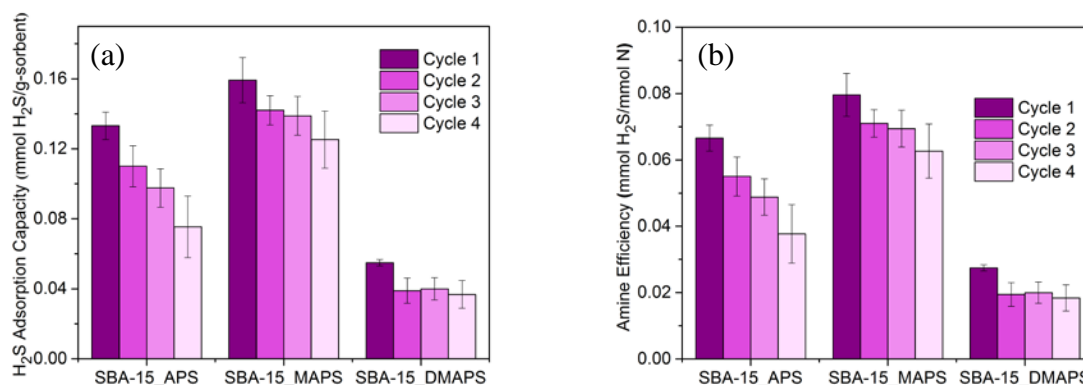 (a)
Cycle 1
Cycle 2
Cycle 3
Cycle 4
H₂S Adsorption Capacity (mmol H₂S/g-sorbent)
0.16
0.12
0.08
0.04
0.00
SBA-15_APS SBA-15_MAPS SBA-15_DMAPS
(b)
Cycle 1
Cycle 2
Cycle 3
Cycle 4
Amine Efficiency (mmol H₂S/mmol N)
0.10
0.08
0.06
0.04
0.02
0.00
SBA-15_APS SBA-15_MAPS SBA-15_DMAPS